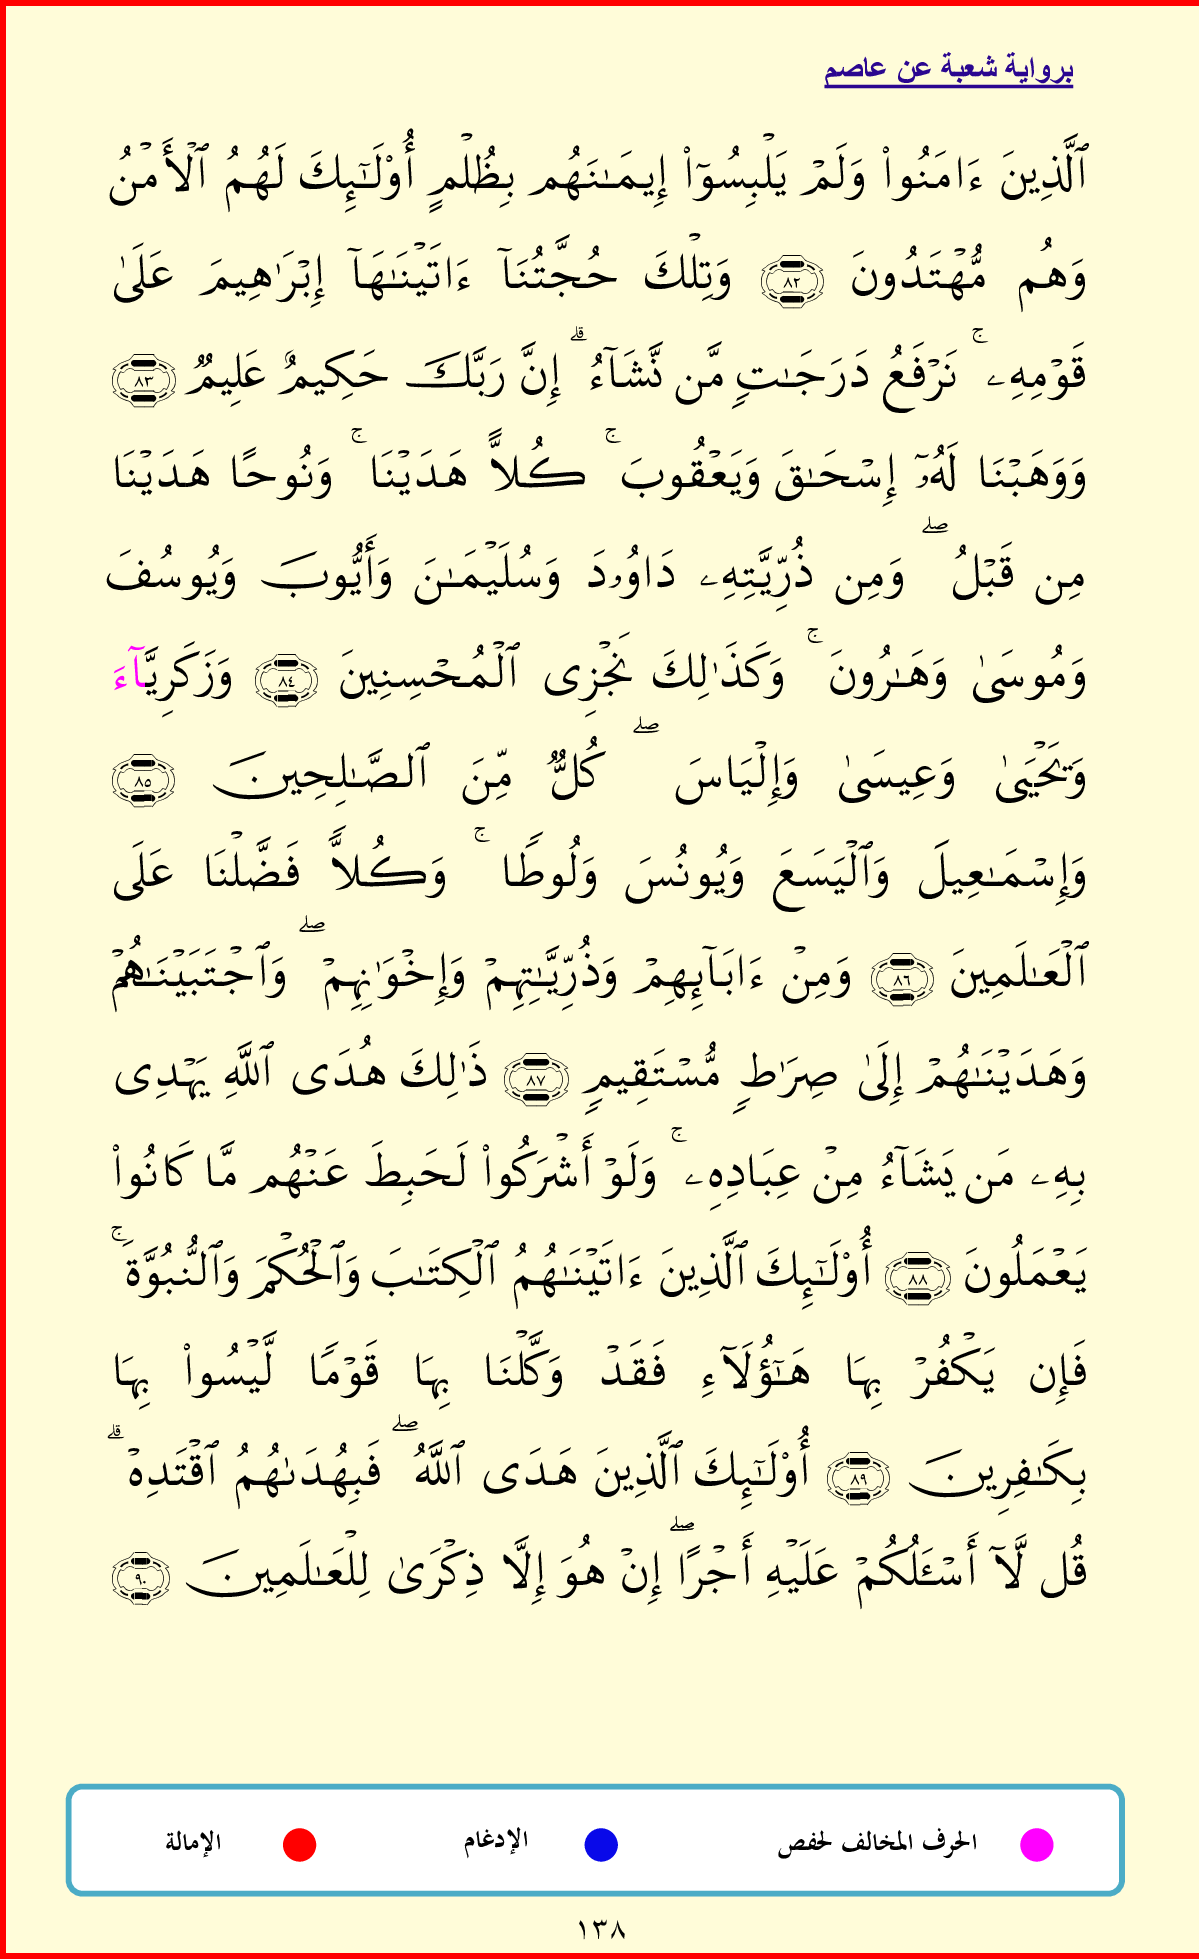 برواية شعبة عن عاصم
ٱلَّذِينَ ءَامَنُوا۟ وَلَمْ يَلْبِسُوٓا۟ إِيمَـٰنَهُم بِظُلْمٍ أُو۟لَـٰٓئِكَ لَهُمُ ٱلْأَمْنُ
وَهُم مُّهْتَدُونَ ٨٢ وَتِلْكَ حُجَّتُنَآ ءَاتَيْنَـٰهَآ إِبْرَٰهِيمَ عَلَىٰ
قَوْمِهِۦ ۚ نَرْفَعُ دَرَجَـٰتِ مَّن نَّشَآءُ ۗ إِنَّ رَبَّكَ حَكِيمٌ عَلِيمٌ ٨٣
وَوَهَبْنَا لَهُۥٓ إِسْحَـٰقَ وَيَعْقُوبَ ۚ كُلًّا هَدَيْنَا ۚ وَنُوحًا هَدَيْنَا
مِن قَبْلُ ۖ وَمِن ذُرِّيَّتِهِۦ دَاوُۥدَ وَسُلَيْمَـٰنَ وَأَيُّوبَ وَيُوسُفَ
وَمُوسَىٰ وَهَـٰرُونَ ۚ وَكَذَٰلِكَ نَجْزِى ٱلْمُحْسِنِينَ ٨٤ وَزَكَرِيَّآءَ
وَيَحْيَىٰ وَعِيسَىٰ وَإِلْيَاسَ ۖ كُلٌّ مِّنَ ٱلصَّـٰلِحِينَ ٨٥
وَإِسْمَـٰعِيلَ وَٱلْيَسَعَ وَيُونُسَ وَلُوطًا ۚ وَكُلًّا فَضَّلْنَا عَلَى
ٱلْعَـٰلَمِينَ ٨٦ وَمِنْ ءَابَآئِهِمْ وَذُرِّيَّـٰتِهِمْ وَإِخْوَٰنِهِمْ ۖ وَٱجْتَبَيْنَـٰهُمْ
وَهَدَيْنَـٰهُمْ إِلَىٰ صِرَٰطٍ مُّسْتَقِيمٍ ٨٧ ذَٰلِكَ هُدَى ٱللَّهِ يَهْدِى
بِهِۦ مَن يَشَآءُ مِنْ عِبَادِهِۦ ۚ وَلَوْ أَشْرَكُوا۟ لَحَبِطَ عَنْهُم مَّا كَانُوا۟
يَعْمَلُونَ ٨٨ أُو۟لَـٰٓئِكَ ٱلَّذِينَ ءَاتَيْنَـٰهُمُ ٱلْكِتَـٰبَ وَٱلْحُكْمَ وَٱلنُّبُوَّةَ ۚ
فَإِن يَكْفُرْ بِهَا هَـٰٓؤُلَآءِ فَقَدْ وَكَّلْنَا بِهَا قَوْمًا لَّيْسُوا۟ بِهَا
بِكَـٰفِرِينَ ٨٩ أُو۟لَـٰٓئِكَ ٱلَّذِينَ هَدَى ٱللَّهُ ۖ فَبِهُدَىٰهُمُ ٱقْتَدِهْ ۗ
قُل لَّآ أَسْـَٔلُكُمْ عَلَيْهِ أَجْرًا ۖ إِنْ هُوَ إِلَّا ذِكْرَىٰ لِلْعَـٰلَمِينَ ٩٠
الحرف المخالف لحفص الإدغام الإمالة
١٣٨